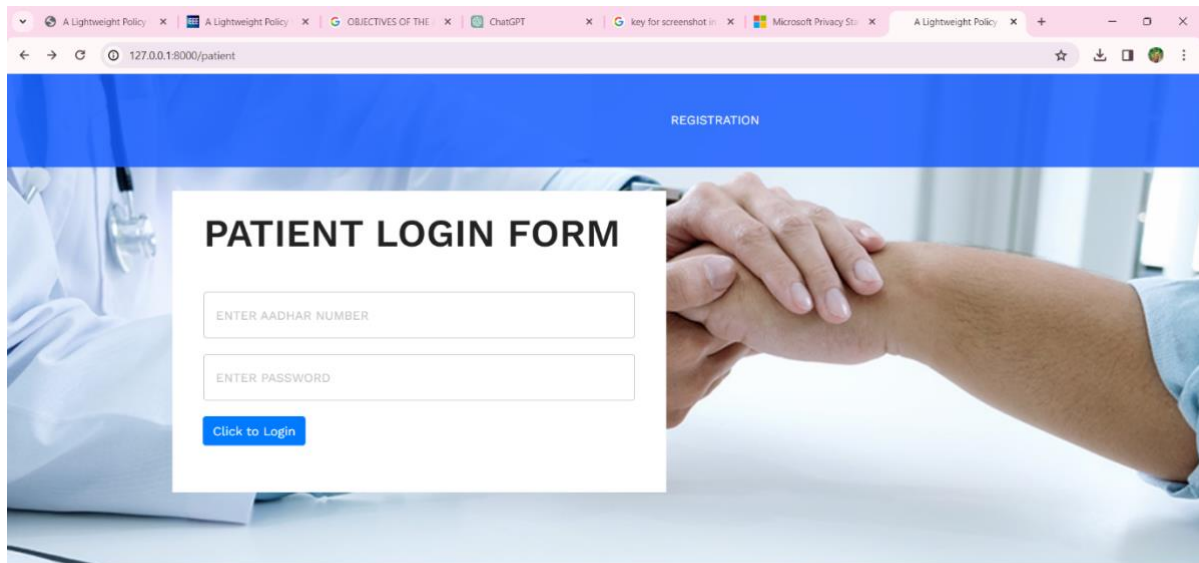 A Lightweight Policy
A Lightweight Policy
OBJECTIVES OF THE
ChatGPT
key for screenshot in
Microsoft Privacy Sta
A Lightweight Policy
127.0.0.1:8000/patient
REGISTRATION
PATIENT LOGIN FORM
ENTER AADHAR NUMBER
ENTER PASSWORD
Click to Login